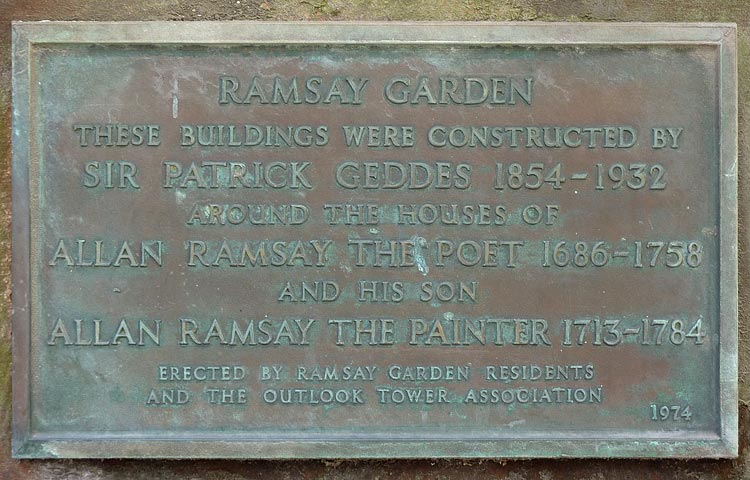 RAMSAY GARDEN
THESE BUILDINGS WERE CONSTRUCTED BY
SIR PATRICK GEDDES 1854-1932
AROUND THE HOUSES OF
ALLAN RAMSAY THE POET 1686-1758
AND HIS SON
ALLAN RAMSAY THE PAINTER 1713-1784
ERECTED BY RAMSAY GARDEN RESIDENTS
AND THE OUTLOOK TOWER ASSOCIATION
1974